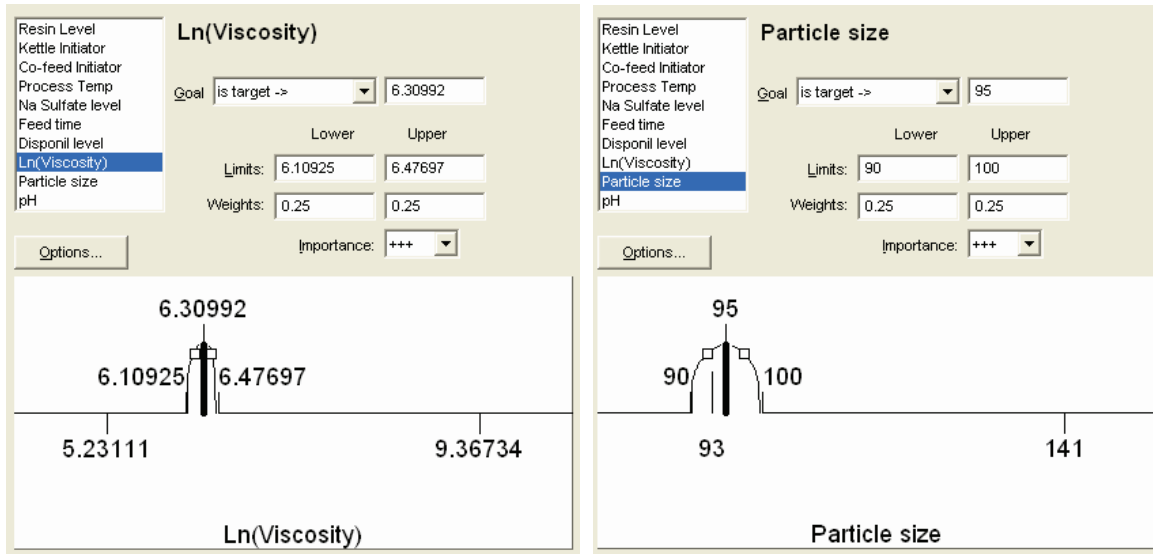 Resin Level
Kettle Initiator
Co-feed Initiator
Process Temp
Na Sulfate level
Feed time
Disponil level
Ln(Viscosity)
Particle size
pH
Options...
Ln(Viscosity)
Goal is target -> 6.30992
Lower Upper
Limits: 6.10925 6.47697
Weights: 0.25 0.25
Importance: +++
6.30992
6.10925 6.47697
5.23111 9.36734
Ln(Viscosity)
Resin Level
Kettle Initiator
Co-feed Initiator
Process Temp
Na Sulfate level
Feed time
Disponil level
Ln(Viscosity)
Particle size
pH
Options...
Particle size
Goal is target -> 95
Lower Upper
Limits: 90 100
Weights: 0.25 0.25
Importance: +++
95
90 100
93 141
Particle size